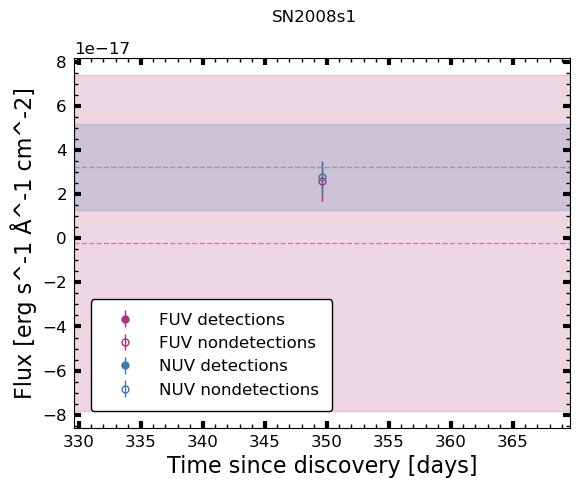 SN2008s1
1e−17
8
6
4
2
0
−2
−4
−6
−8
Flux [erg s^-1 Å^-1 cm^-2]
FUV detections
FUV nondetections
NUV detections
NUV nondetections
330 335 340 345 350 355 360 365
Time since discovery [days]